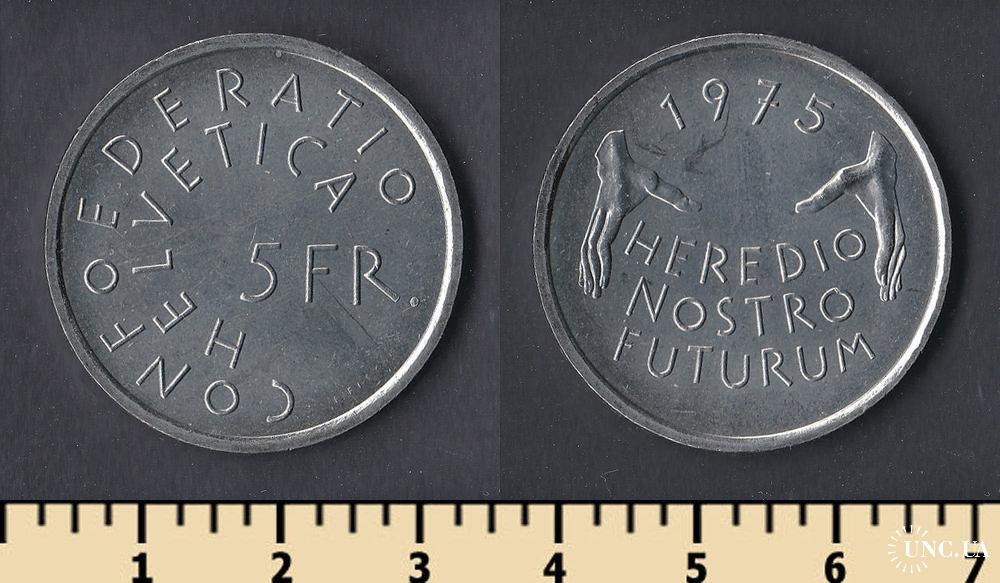 CONFOEDERATIO
HELVETICA
5 FR.
1975
HEREDIO
NOSTRO
FUTURUM
1 2 3 4 5 6 7
UNC.UA